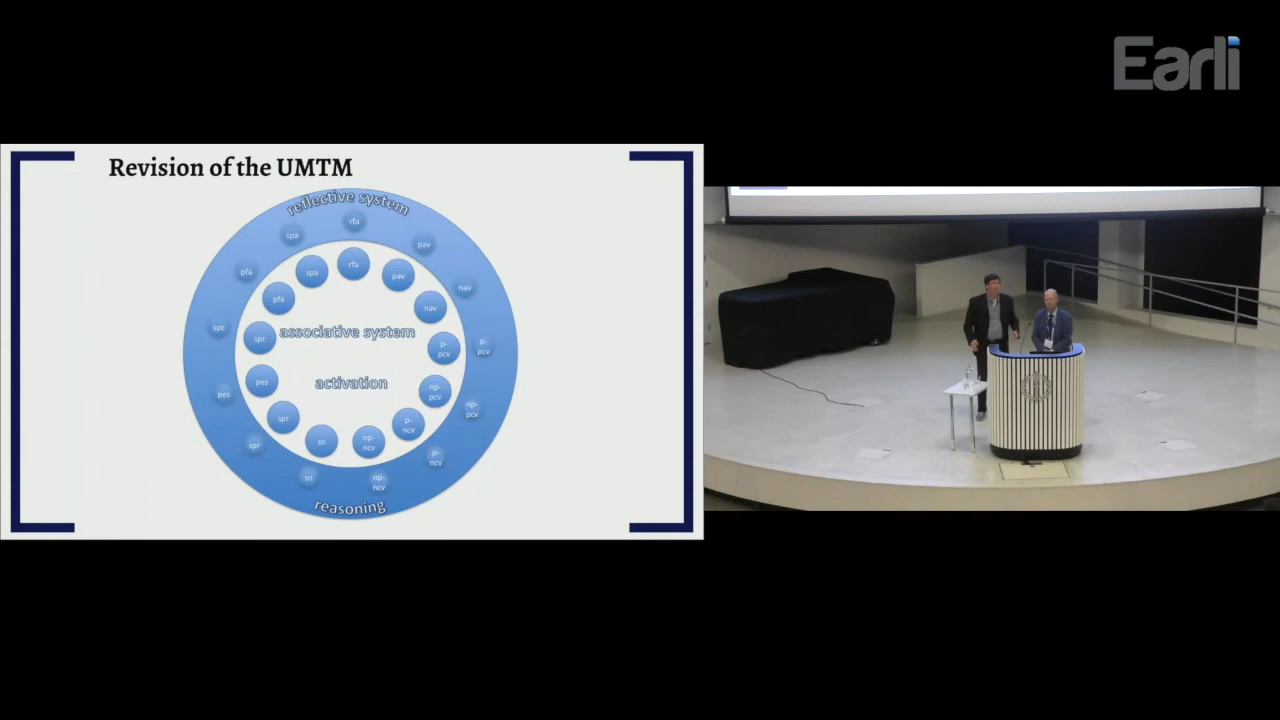 Earli
Revision of the UMTM
reflective system
rfa
spa
pav
pfa
nav
spc
p-
pcv
pes
np-
pcv
spr
p-
ncv
sn
np-
ncv
reasoning
rfa
spa
pav
pfa
nav
spc
associative system
p-
pcv
pes
activation
np-
pcv
spr
p-
ncv
sn
np-
ncv